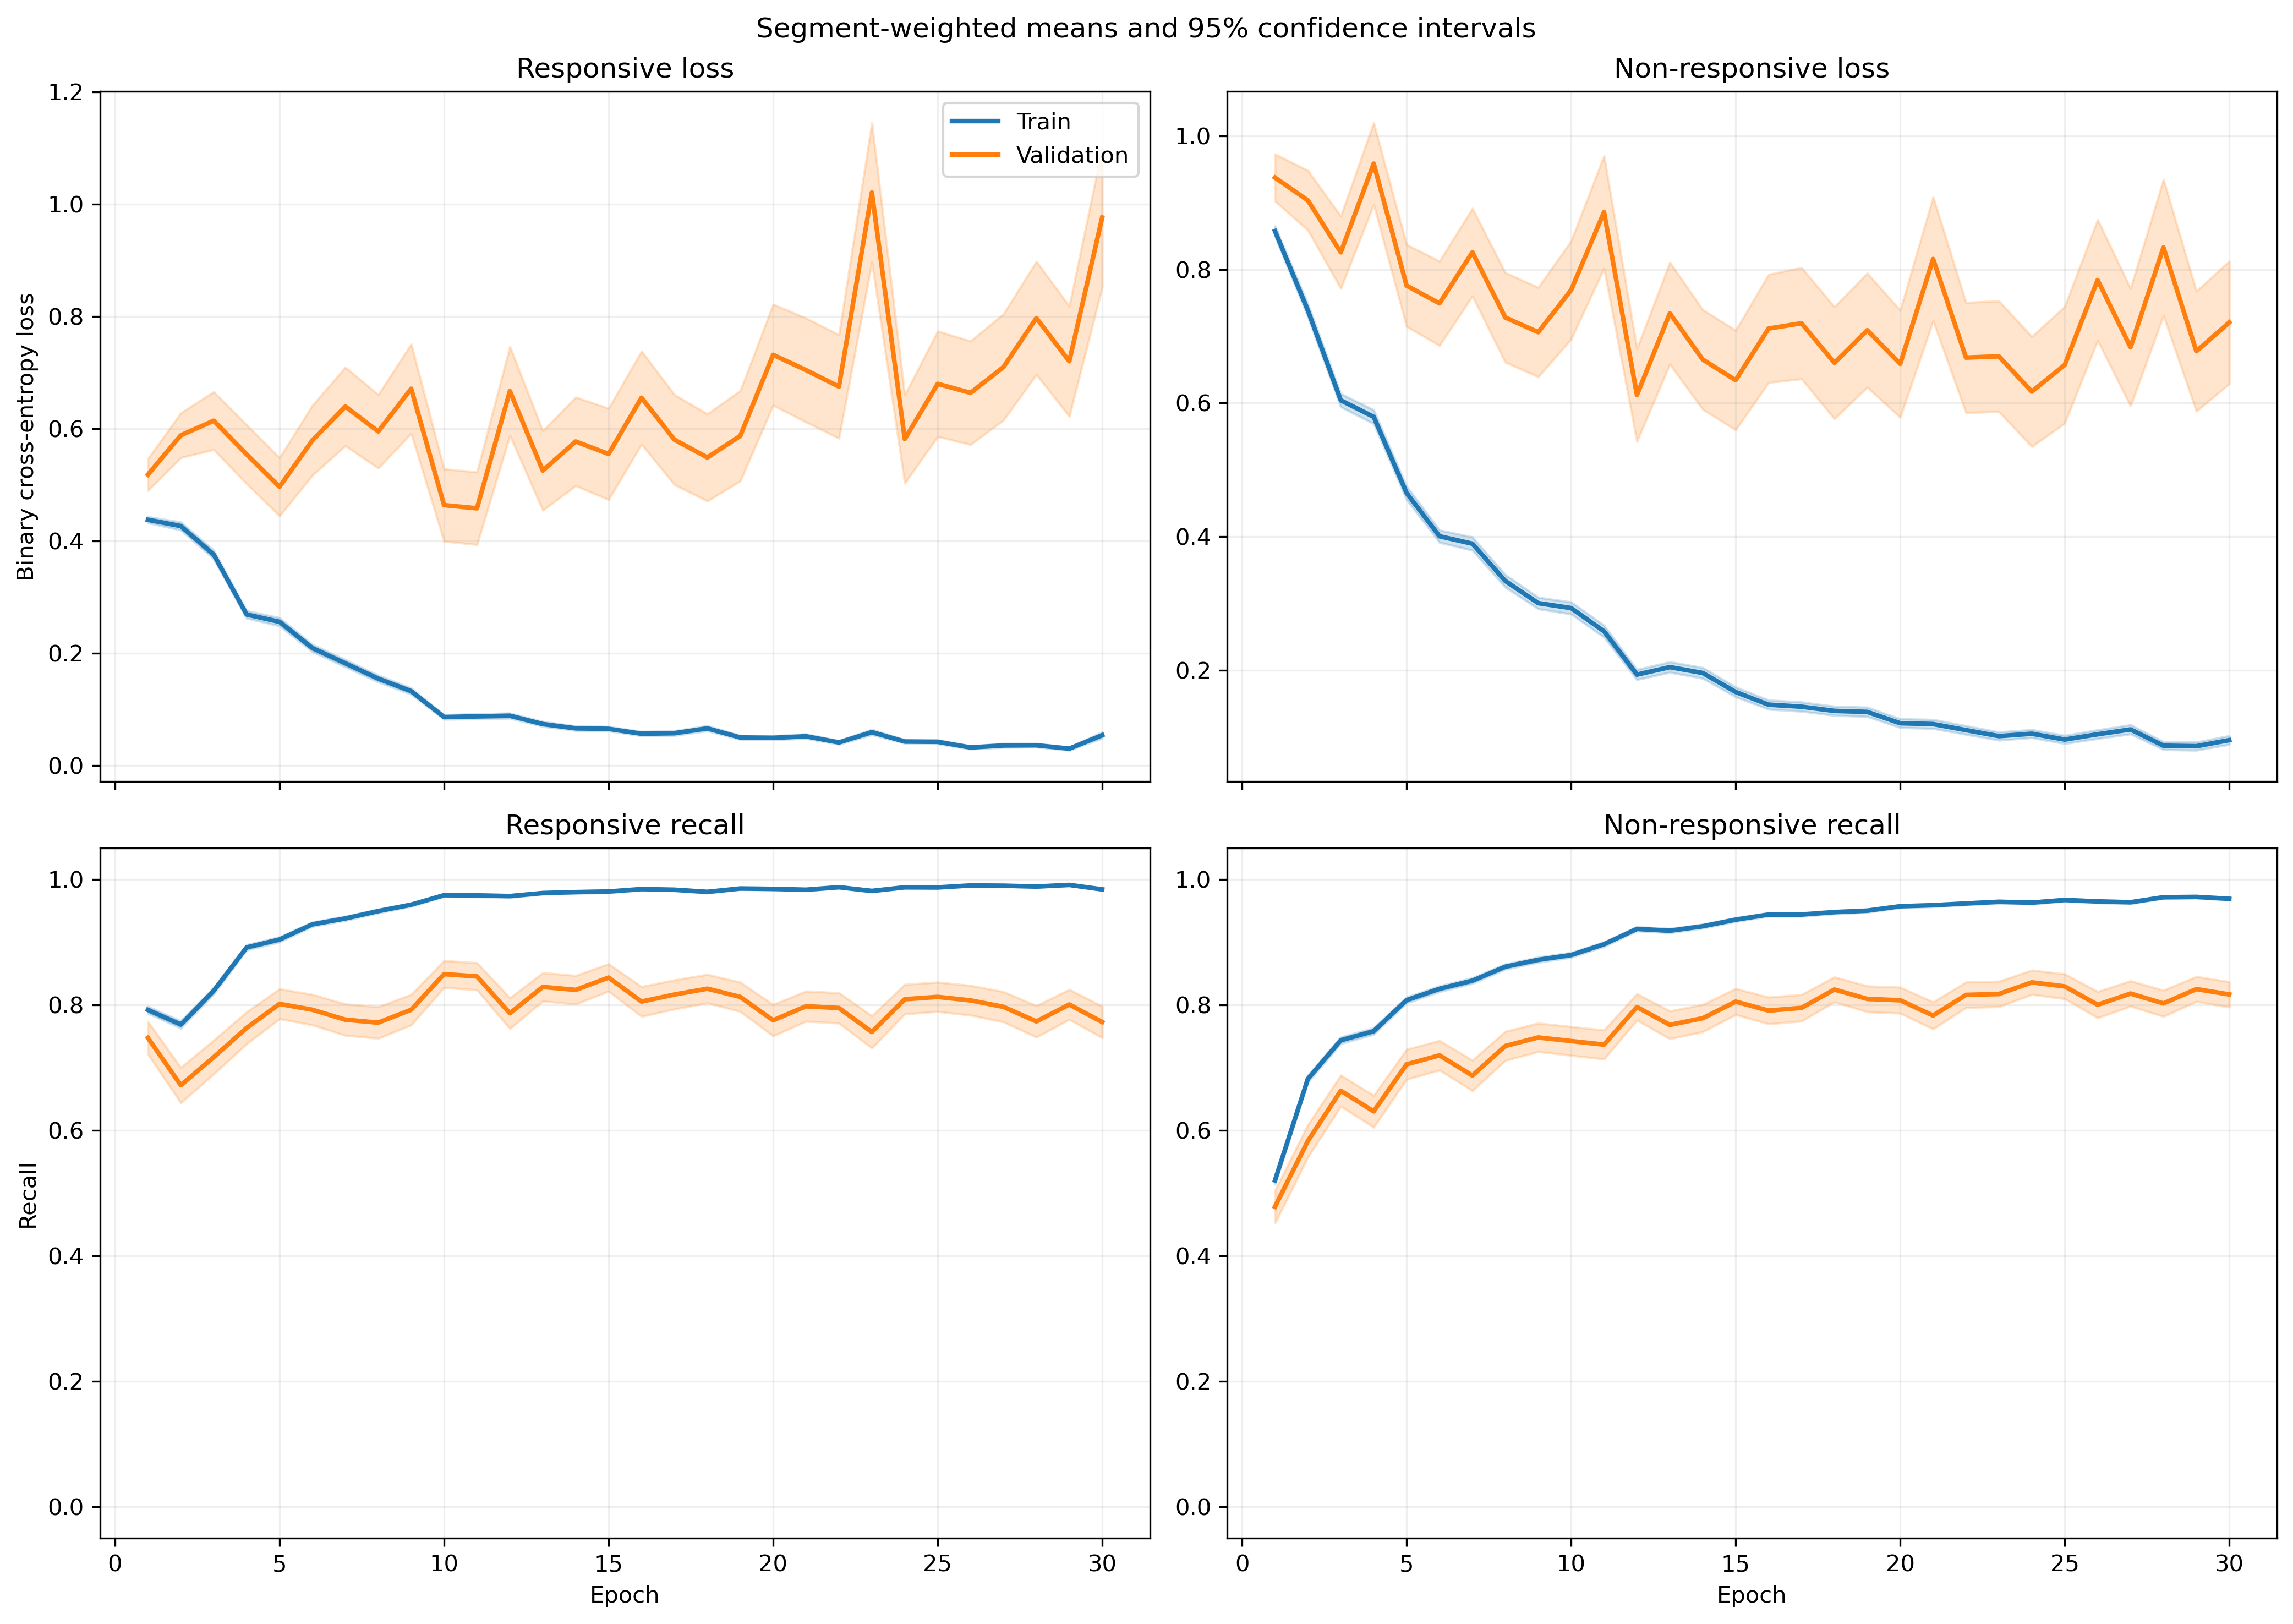 Segment-weighted means and 95% confidence intervals
Responsive loss
Non-responsive loss
Binary cross-entropy loss
1.2
1.0
0.8
0.6
0.4
0.2
0.0
Train
Validation
1.0
0.8
0.6
0.4
0.2
Responsive recall
Non-responsive recall
Recall
1.0
0.8
0.6
0.4
0.2
0.0
0 5 10 15 20 25 30
Epoch
1.0
0.8
0.6
0.4
0.2
0.0
0 5 10 15 20 25 30
Epoch